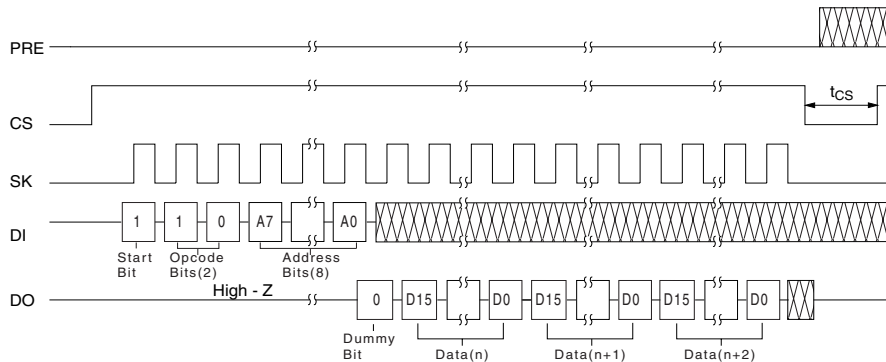 PRE
CS
tCS
SK
DI
1 1 0 A7 A0
Start Bit
Opcode Bits(2)
Address Bits(8)
High - Z
DO
0 D15 D0 D15 D0 D15 D0
Dummy Bit
Data(n)
Data(n+1)
Data(n+2)